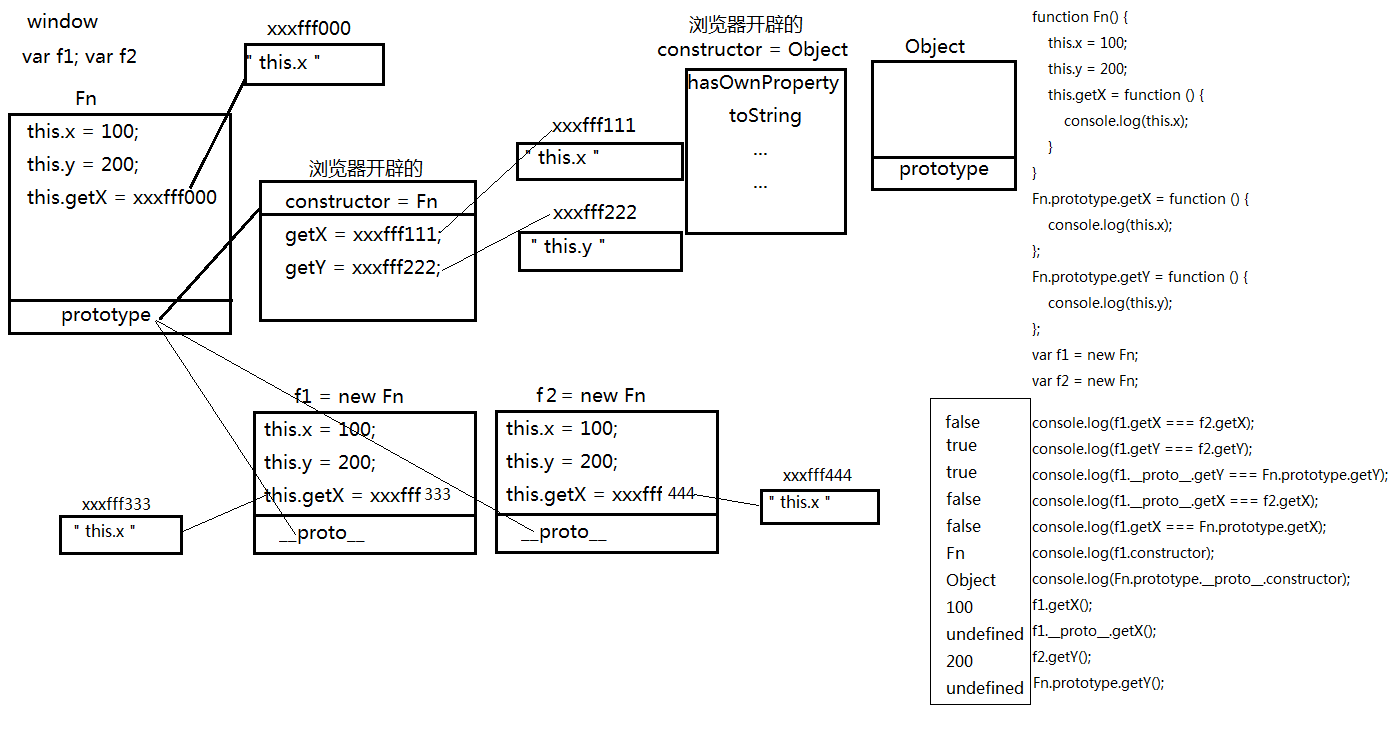 window
var f1; var f2
xxxfff000
" this.x "
Fn
this.x = 100;
this.y = 200;
this.getX = xxxfff000
prototype
浏览器开辟的
constructor = Fn
getX = xxxfff111;
getY = xxxfff222;
xxxfff111
" this.x "
xxxfff222
" this.y "
浏览器开辟的
constructor = Object
hasOwnProperty
toString
...
...
Object
prototype
f1 = new Fn
this.x = 100;
this.y = 200;
this.getX = xxxfff 333
__proto__
xxxfff333
" this.x "
f2 = new Fn
this.x = 100;
this.y = 200;
this.getX = xxxfff 444
__proto__
xxxfff444
" this.x "
function Fn() {
this.x = 100;
this.y = 200;
this.getX = function () {
console.log(this.x);
}
}
Fn.prototype.getX = function () {
console.log(this.x);
};
Fn.prototype.getY = function () {
console.log(this.y);
};
var f1 = new Fn;
var f2 = new Fn;
false console.log(f1.getX === f2.getX);
true console.log(f1.getY === f2.getY);
true console.log(f1.__proto__.getY === Fn.prototype.getY);
false console.log(f1.__proto__.getX === f2.getX);
false console.log(f1.getX === Fn.prototype.getX);
Fn console.log(f1.constructor);
Object console.log(Fn.prototype.__proto__.constructor);
100 f1.getX();
undefined f1.__proto__.getX();
200 f2.getY();
undefined Fn.prototype.getY();